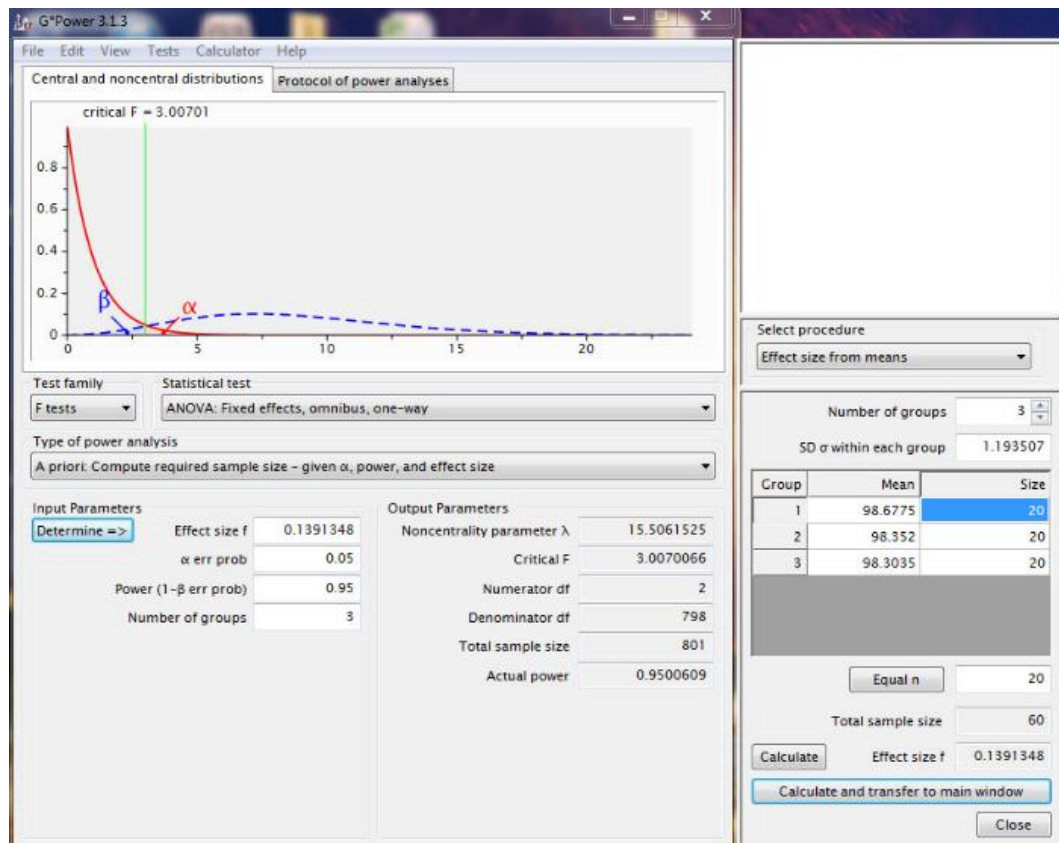 G*Power 3.1.3
File Edit View Tests Calculator Help
Central and noncentral distributions Protocol of power analyses
critical F = 3.00701
0.8
0.6
0.4
0.2
0
β α
0 5 10 15 20
Test family Statistical test
F tests ANOVA: Fixed effects, omnibus, one-way
Type of power analysis
A priori: Compute required sample size - given α, power, and effect size
Input Parameters
Determine => Effect size f 0.1391348
α err prob 0.05
Power (1-β err prob) 0.95
Number of groups 3
Output Parameters
Noncentrality parameter λ 15.5061525
Critical F 3.0070066
Numerator df 2
Denominator df 798
Total sample size 801
Actual power 0.9500609
Select procedure
Effect size from means
Number of groups 3
SD σ within each group 1.193507
Group Mean Size
1 98.6775 20
2 98.352 20
3 98.3035 20
Equal n 20
Total sample size 60
Calculate Effect size f 0.1391348
Calculate and transfer to main window
Close